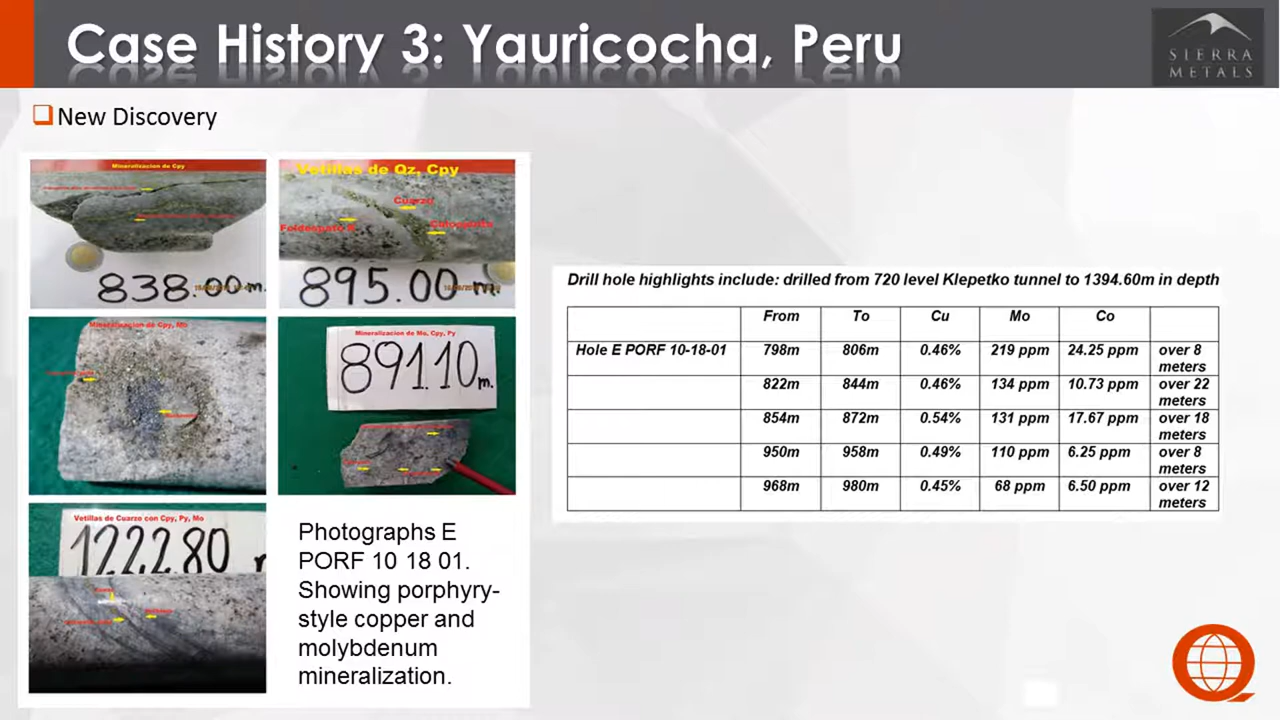 Case History 3: Yauricocha, Peru
SIERRA
METALS
New Discovery
Mineralizacion de Cpy
838.00 m.
Vetillas de Qz, Cpy
Cuarzo
895.00 m.
Mineralizacion de Cpy, Mo
Mineralizacion de Mo, Cpy, Py
891.10 m.
Vetillas de Cuarzo con Cpy, Py, Mo
1222.80
Photographs E
PORF 10 18 01.
Showing porphyry-
style copper and
molybdenum
mineralization.
Drill hole highlights include: drilled from 720 level Klepetko tunnel to 1394.60m in depth
From To Cu Mo Co
Hole E PORF 10-18-01 798m 806m 0.46% 219 ppm 24.25 ppm over 8
meters
822m 844m 0.46% 134 ppm 10.73 ppm over 22
meters
854m 872m 0.54% 131 ppm 17.67 ppm over 18
meters
950m 958m 0.49% 110 ppm 6.25 ppm over 8
meters
968m 980m 0.45% 68 ppm 6.50 ppm over 12
meters